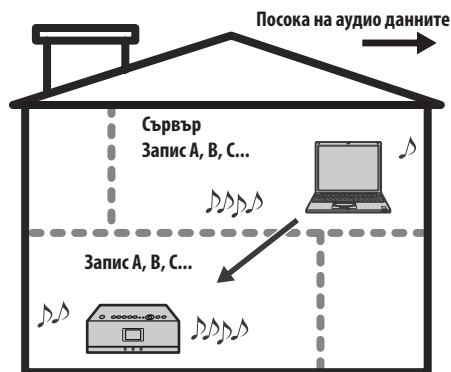 Посока на аудио данните
Сървър
Запис А, В, С...
Запис А, В, С...